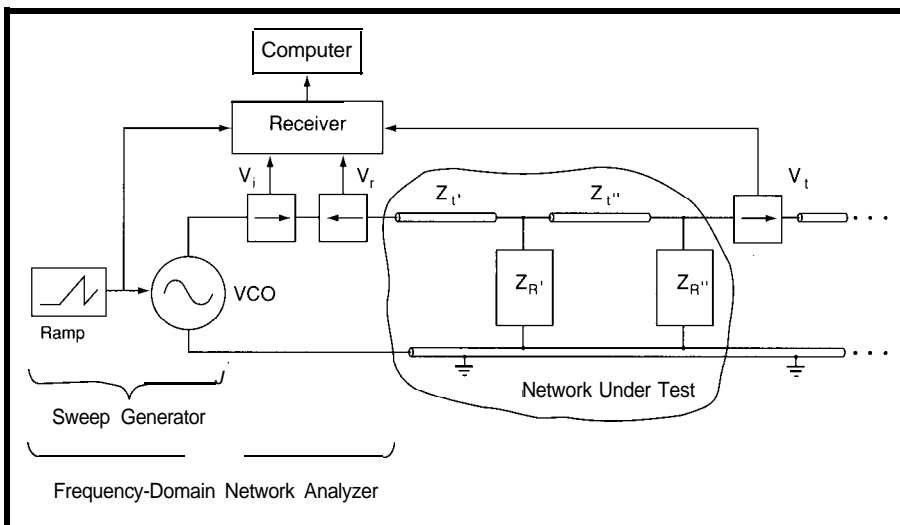 Computer
Receiver
V_i
V_r
Z_t'
Z_t''
V_t
VCO
Z_R'
Z_R''
Ramp
Network Under Test
Sweep Generator
Frequency-Domain Network Analyzer